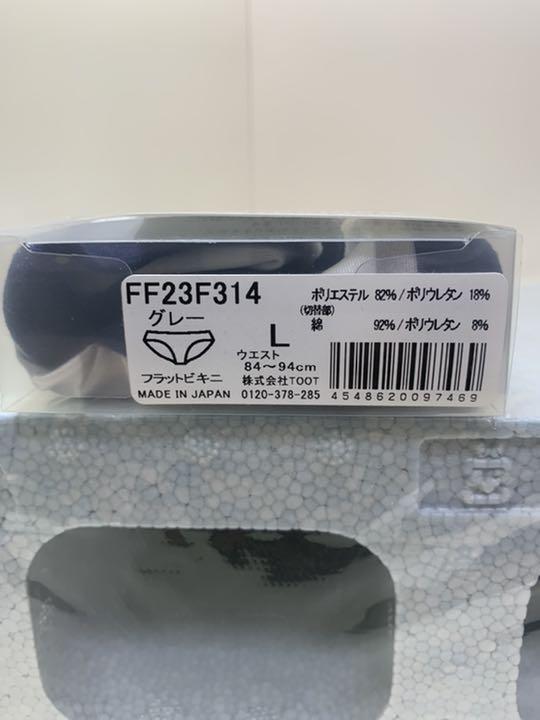 FF23F314
グレー
フラットビキニ
MADE IN JAPAN
L
ウエスト
84～94cm
株式会社TOOT
0120-378-285
ポリエステル 82%/ポリウレタン 18%
(切替部)
綿 92%/ポリウレタン 8%
4548620097469